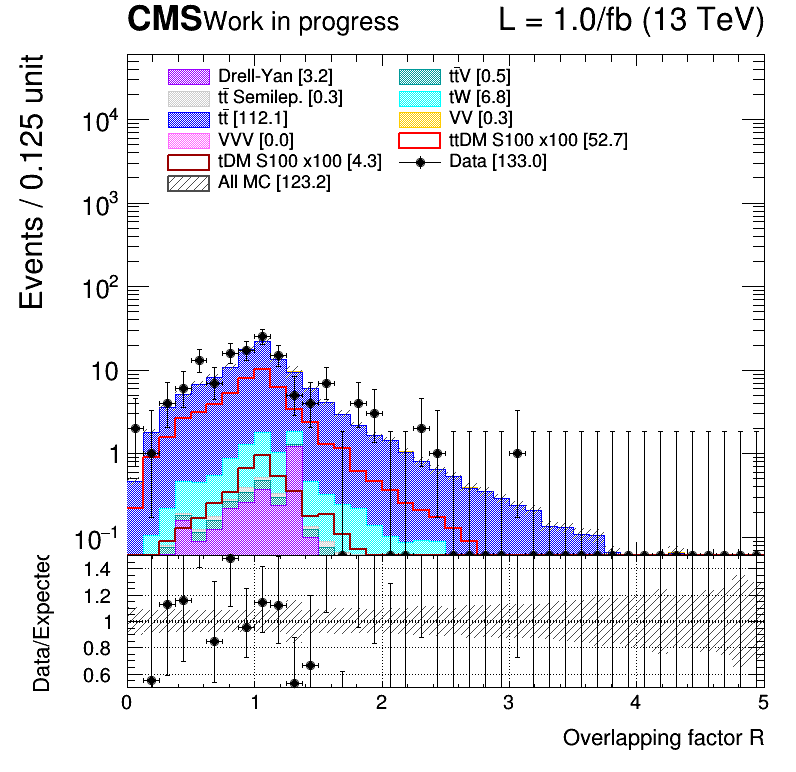 CMS Work in progress L = 1.0/fb (13 TeV)
Drell-Yan [3.2] tt̄V [0.5]
tt̄ Semilep. [0.3] tW [6.8]
tt̄ [112.1] VV [0.3]
VVV [0.0] ttDM S100 x100 [52.7]
tDM S100 x100 [4.3] Data [133.0]
All MC [123.2]
Events / 0.125 unit
10⁴
10³
10²
10
1
10⁻¹
Data/Expected
1.4
1.2
1
0.8
0.6
0 1 2 3 4 5
Overlapping factor R